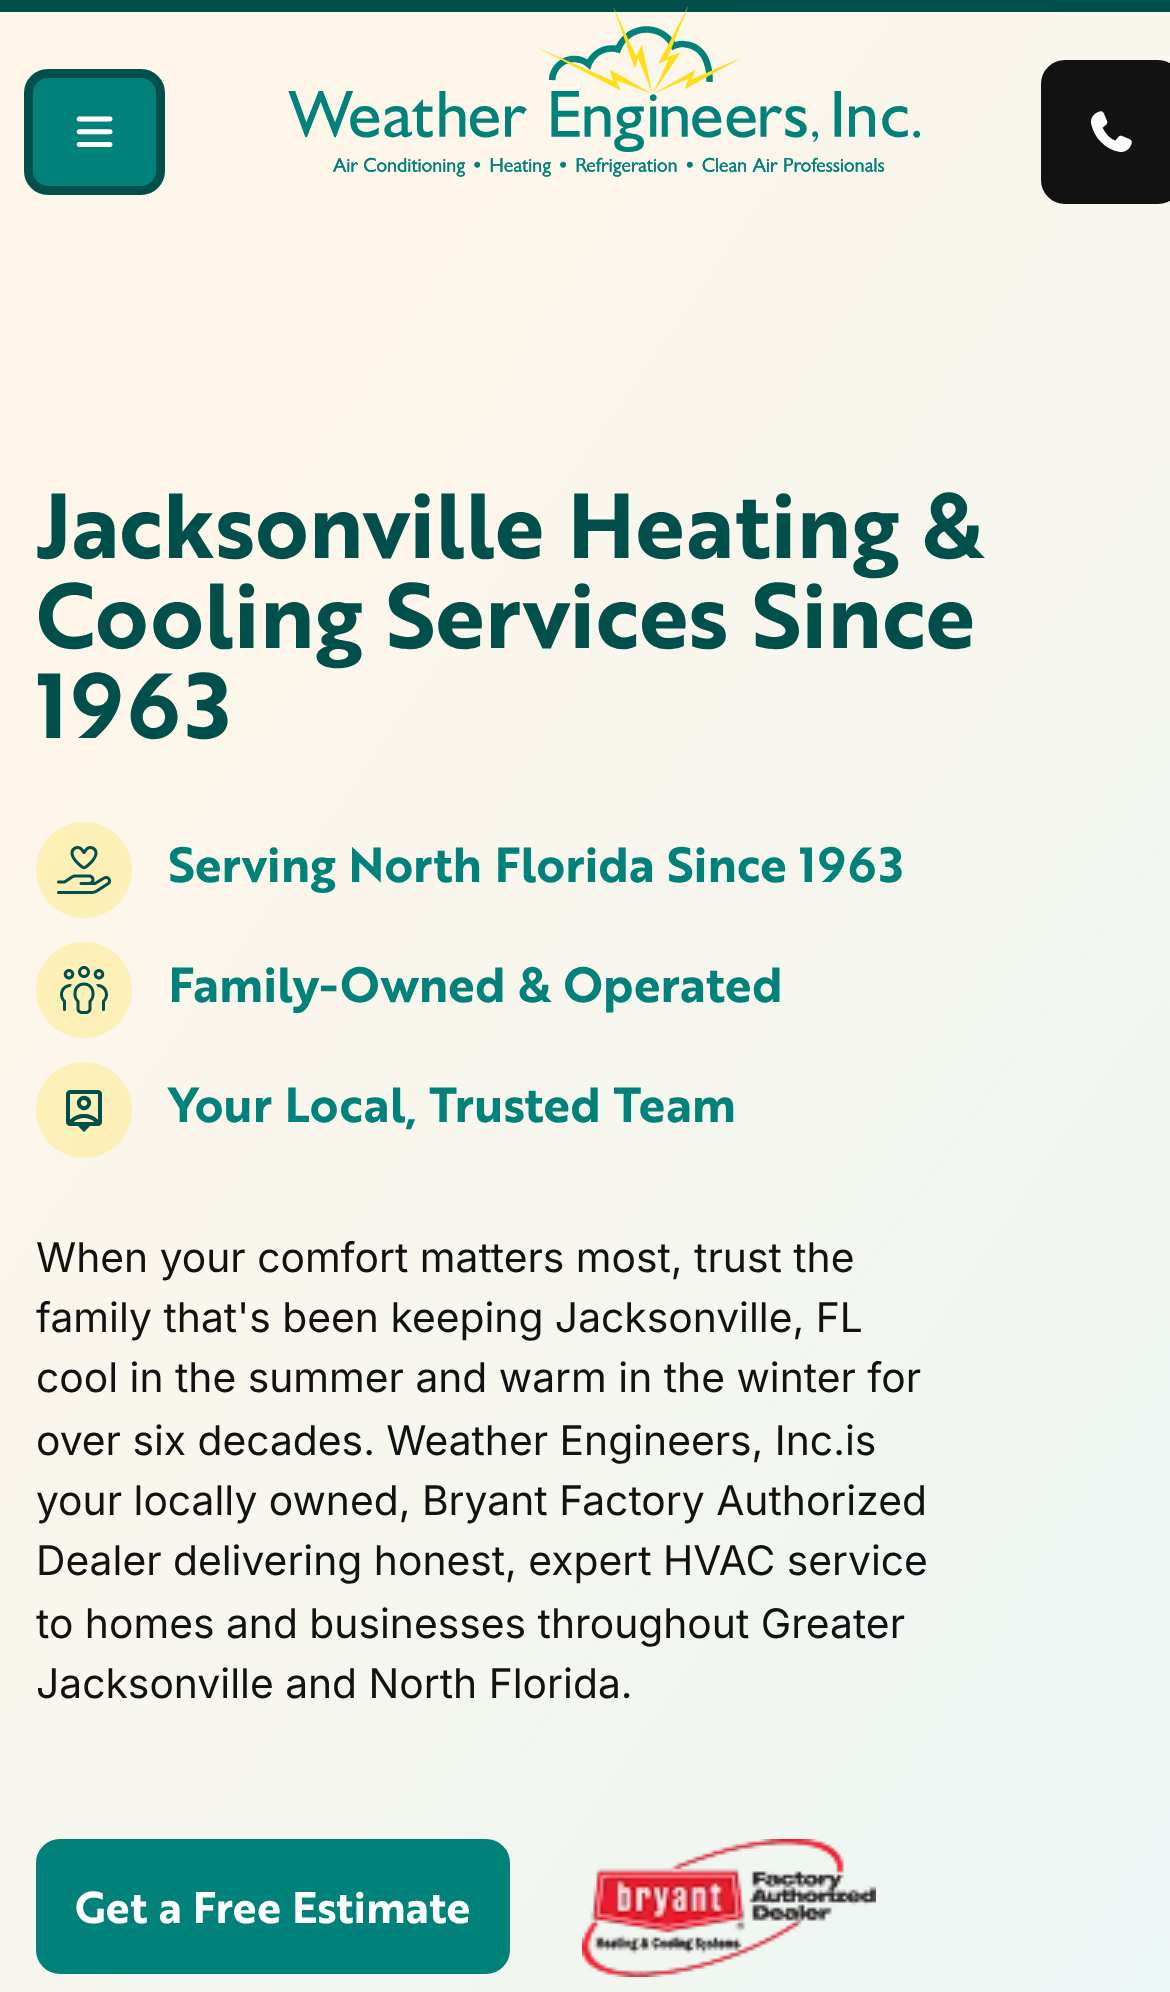 Weather Engineers, Inc.
Air Conditioning • Heating • Refrigeration • Clean Air Professionals
Jacksonville Heating &
Cooling Services Since
1963
Serving North Florida Since 1963
Family-Owned & Operated
Your Local, Trusted Team
When your comfort matters most, trust the
family that's been keeping Jacksonville, FL
cool in the summer and warm in the winter for
over six decades. Weather Engineers, Inc.is
your locally owned, Bryant Factory Authorized
Dealer delivering honest, expert HVAC service
to homes and businesses throughout Greater
Jacksonville and North Florida.
Get a Free Estimate
bryant
Heating & Cooling Systems
Factory
Authorized
Dealer